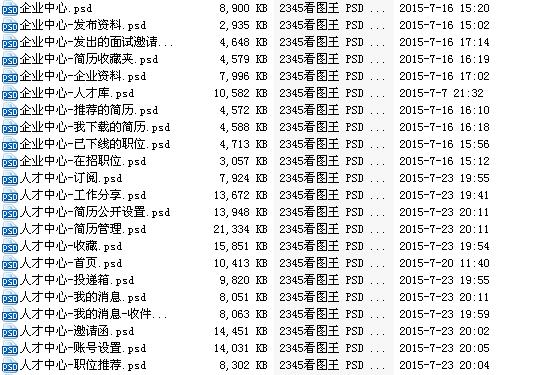 企业中心.psd 8,900 KB 2345看图王 PSD ... 2015-7-16 15:20
企业中心-发布资料.psd 2,935 KB 2345看图王 PSD ... 2015-7-16 15:02
企业中心-发出的面试邀请... 4,648 KB 2345看图王 PSD ... 2015-7-16 17:14
企业中心-简历收藏夹.psd 4,579 KB 2345看图王 PSD ... 2015-7-16 16:19
企业中心-企业资料.psd 7,996 KB 2345看图王 PSD ... 2015-7-16 17:02
企业中心-人才库.psd 10,582 KB 2345看图王 PSD ... 2015-7-7 21:32
企业中心-推荐的简历.psd 4,572 KB 2345看图王 PSD ... 2015-7-16 16:10
企业中心-我下载的简历.psd 4,588 KB 2345看图王 PSD ... 2015-7-16 16:18
企业中心-已下线的职位.psd 4,713 KB 2345看图王 PSD ... 2015-7-16 15:56
企业中心-在招职位.psd 3,057 KB 2345看图王 PSD ... 2015-7-16 15:12
人才中心-订阅.psd 7,924 KB 2345看图王 PSD ... 2015-7-23 19:55
人才中心-工作分享.psd 13,672 KB 2345看图王 PSD ... 2015-7-23 19:41
人才中心-简历公开设置.psd 13,948 KB 2345看图王 PSD ... 2015-7-23 20:11
人才中心-简历管理.psd 21,334 KB 2345看图王 PSD ... 2015-7-23 20:11
人才中心-收藏.psd 15,851 KB 2345看图王 PSD ... 2015-7-23 19:54
人才中心-首页.psd 10,413 KB 2345看图王 PSD ... 2015-7-20 11:40
人才中心-投递箱.psd 9,820 KB 2345看图王 PSD ... 2015-7-23 19:55
人才中心-我的消息.psd 8,051 KB 2345看图王 PSD ... 2015-7-23 20:11
人才中心-我的消息-收件... 8,063 KB 2345看图王 PSD ... 2015-7-23 19:59
人才中心-邀请函.psd 14,451 KB 2345看图王 PSD ... 2015-7-23 20:02
人才中心-账号设置.psd 14,031 KB 2345看图王 PSD ... 2015-7-23 20:05
人才中心-职位推荐.psd 8,302 KB 2345看图王 PSD ... 2015-7-23 20:04